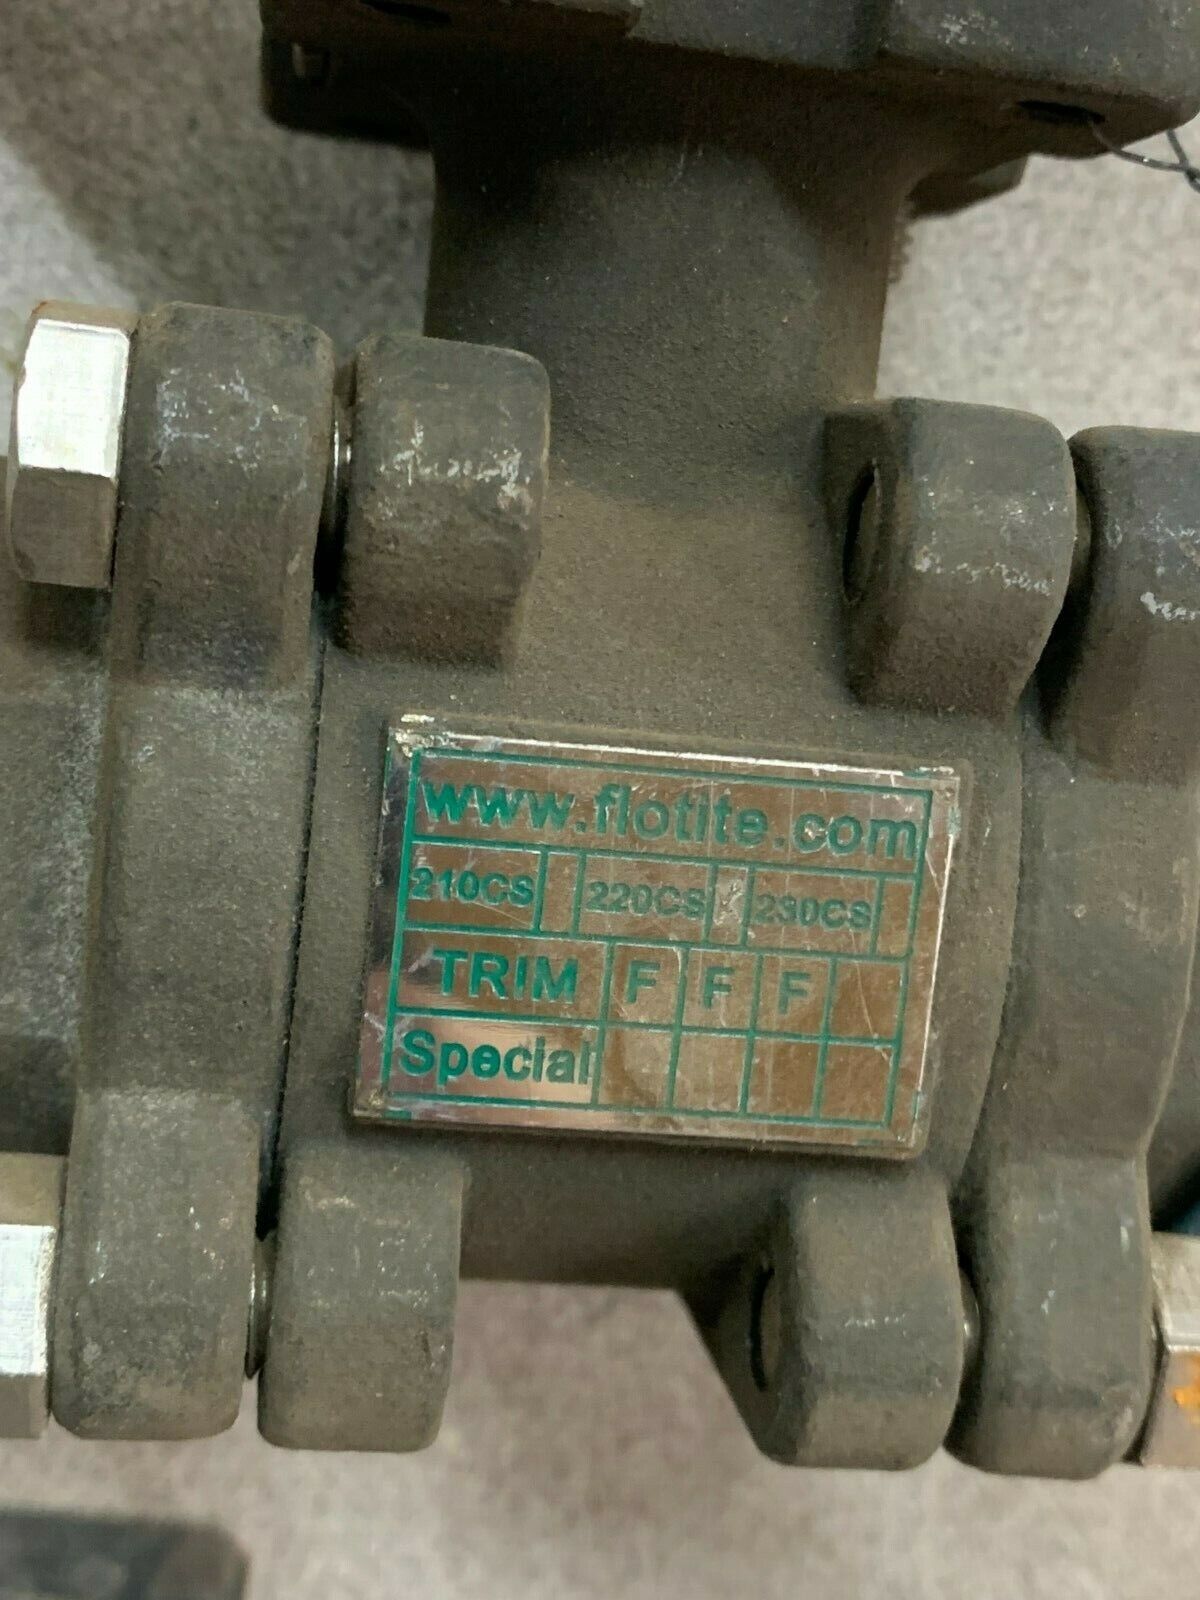 www.flotite.com
210CS 220CS 230CS
TRIM F F F
Special